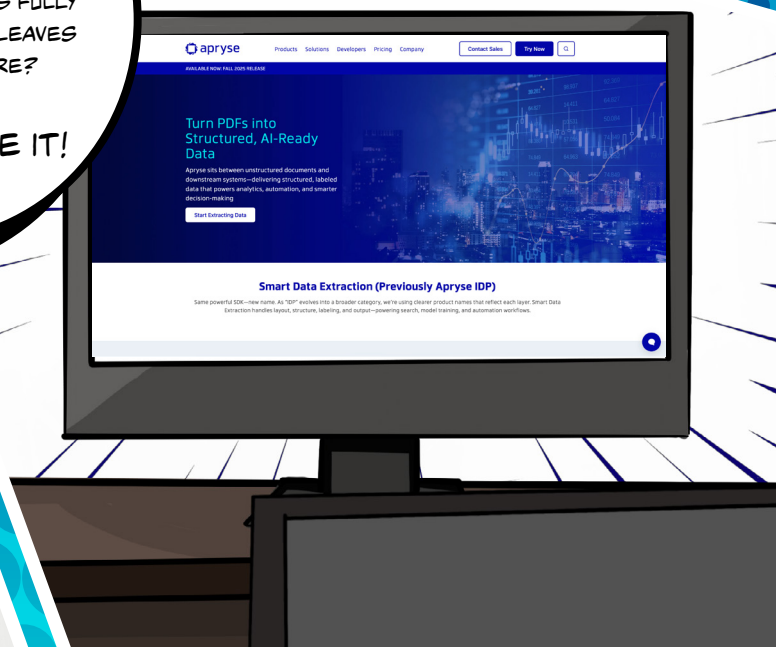 S FULLY
LEAVES
RE?
E IT!
apryse
Products Solutions Developers Pricing Company Contact Sales Try Now
AVAILABLE NOW: FALL 2025 RELEASE
Turn PDFs into
Structured, AI-Ready
Data
Apryse sits between unstructured documents and
downstream systems—delivering structured, labeled
data that powers analytics, automation, and smarter
decision-making
Start Extracting Data
Smart Data Extraction (Previously Apryse IDP)
Same powerful SDK—new name. As "IDP" evolves into a broader category, we're using clearer product names that reflect each layer. Smart Data
Extraction handles layout, structure, labeling, and output—powering search, model training, and automation workflows.